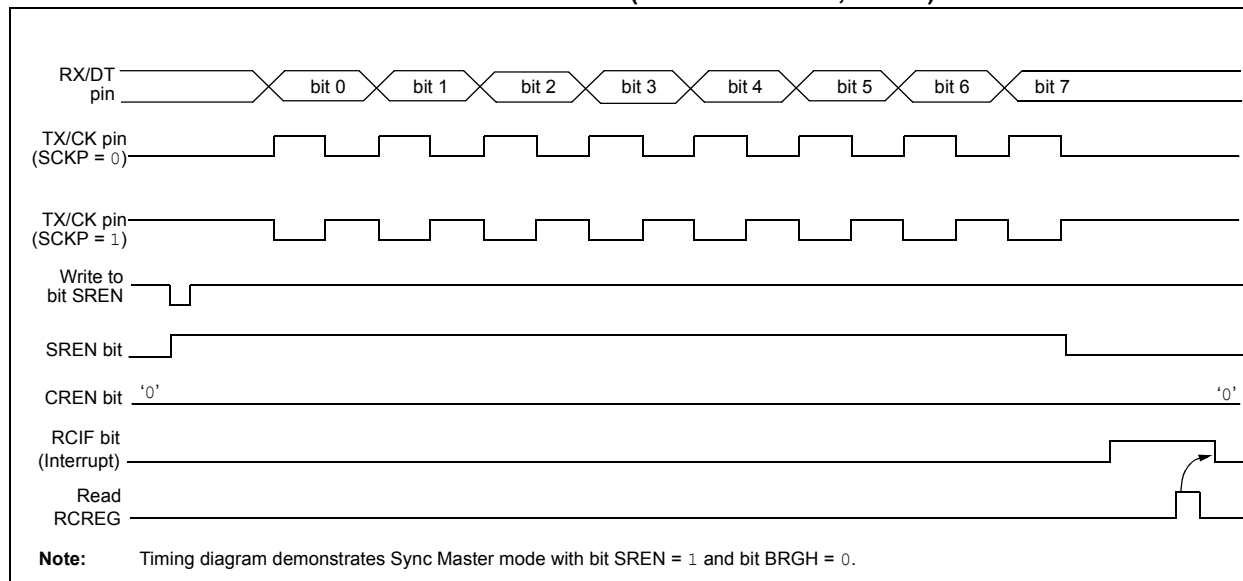 RX/DT
pin
bit 0 bit 1 bit 2 bit 3 bit 4 bit 5 bit 6 bit 7
TX/CK pin
(SCKP = 0)
TX/CK pin
(SCKP = 1)
Write to
bit SREN
SREN bit
CREN bit ‘0’ ‘0’
RCIF bit
(Interrupt)
Read
RCREG
Note: Timing diagram demonstrates Sync Master mode with bit SREN = 1 and bit BRGH = 0.